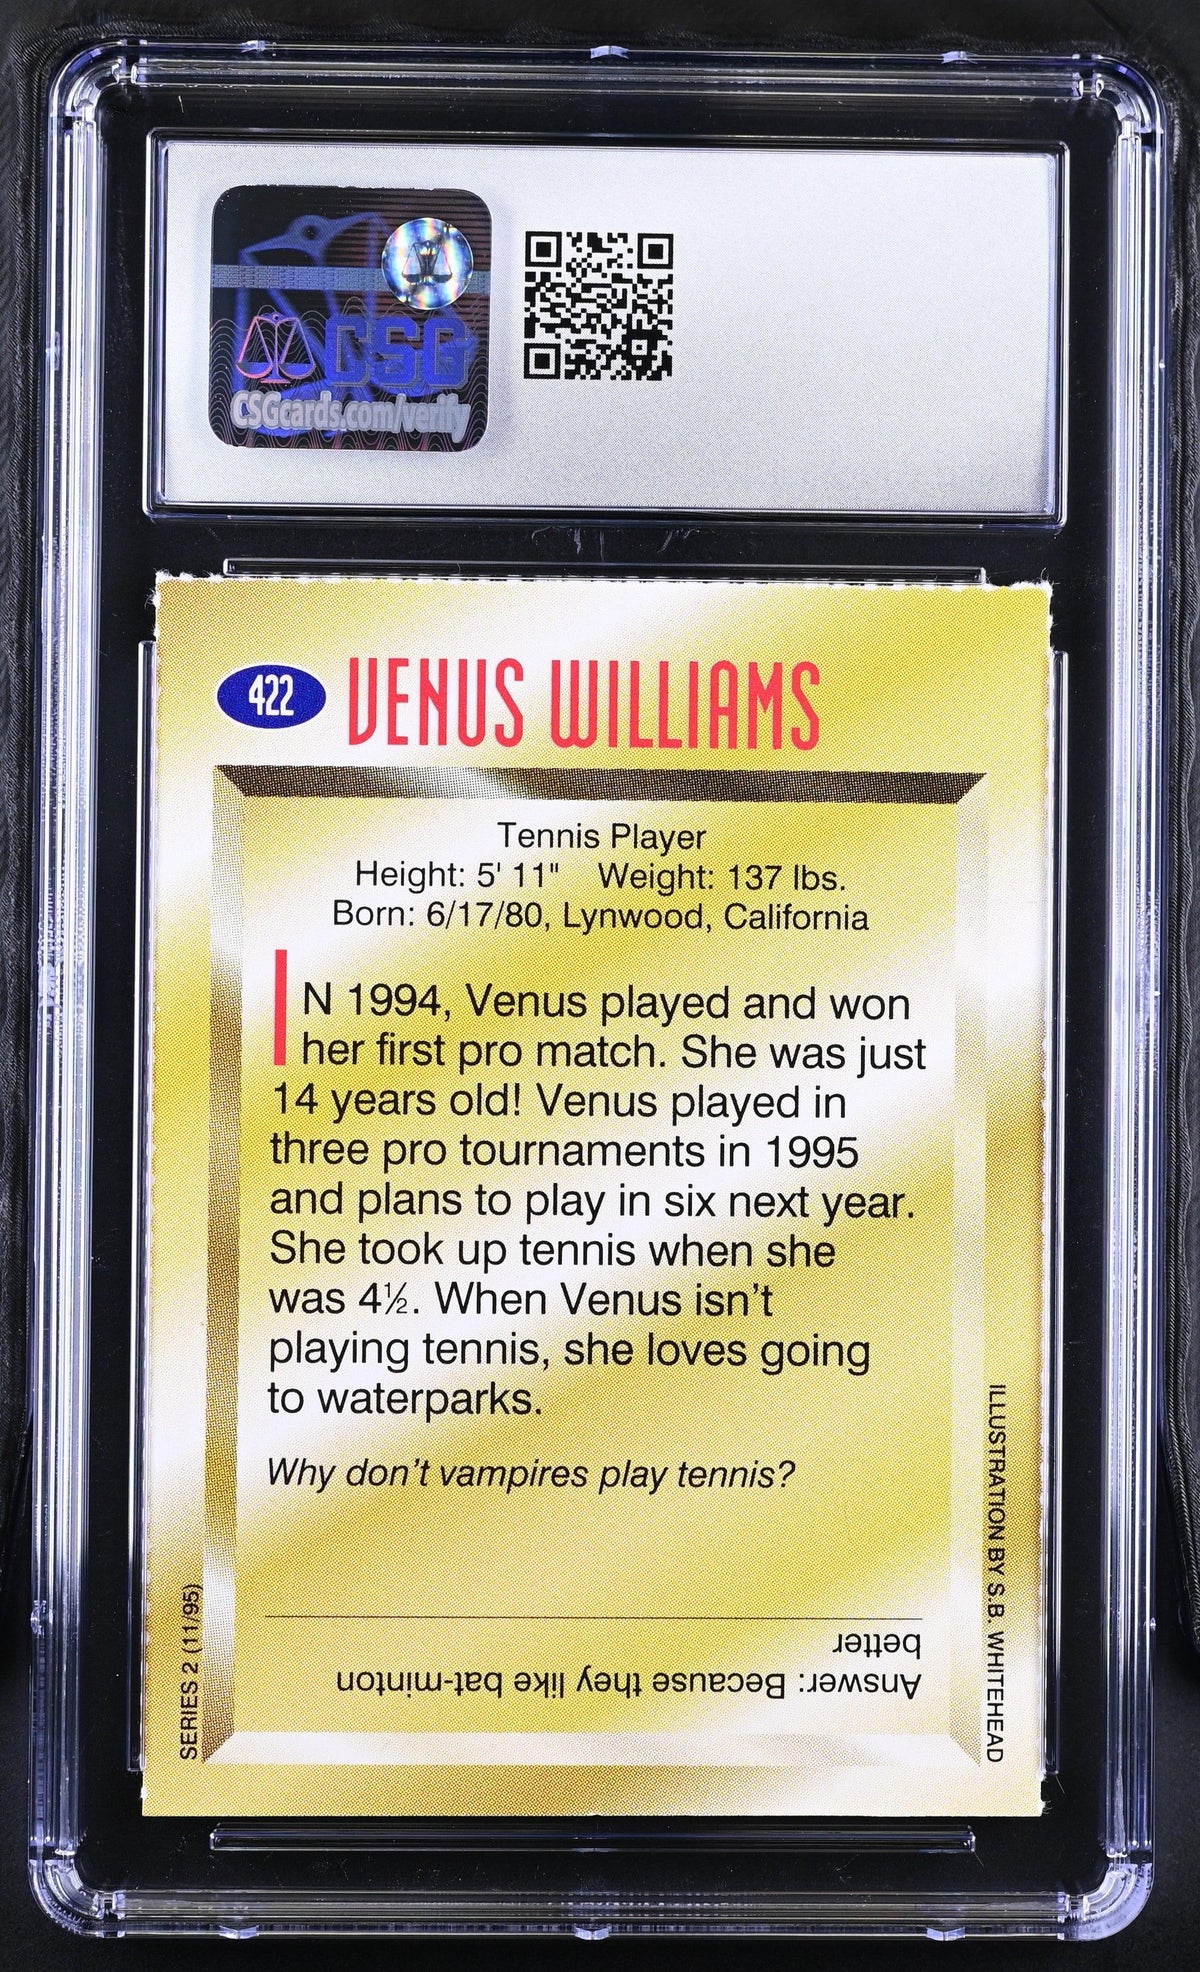 CSG
CSGcards.com/verify
422 VENUS WILLIAMS
Tennis Player
Height: 5' 11" Weight: 137 lbs.
Born: 6/17/80, Lynwood, California
IN 1994, Venus played and won
her first pro match. She was just
14 years old! Venus played in
three pro tournaments in 1995
and plans to play in six next year.
She took up tennis when she
was 4½. When Venus isn't
playing tennis, she loves going
to waterparks.
Why don't vampires play tennis?
Answer: Because they like bat-minton
better
SERIES 2 (11/95)
ILLUSTRATION BY S.B. WHITEHEAD